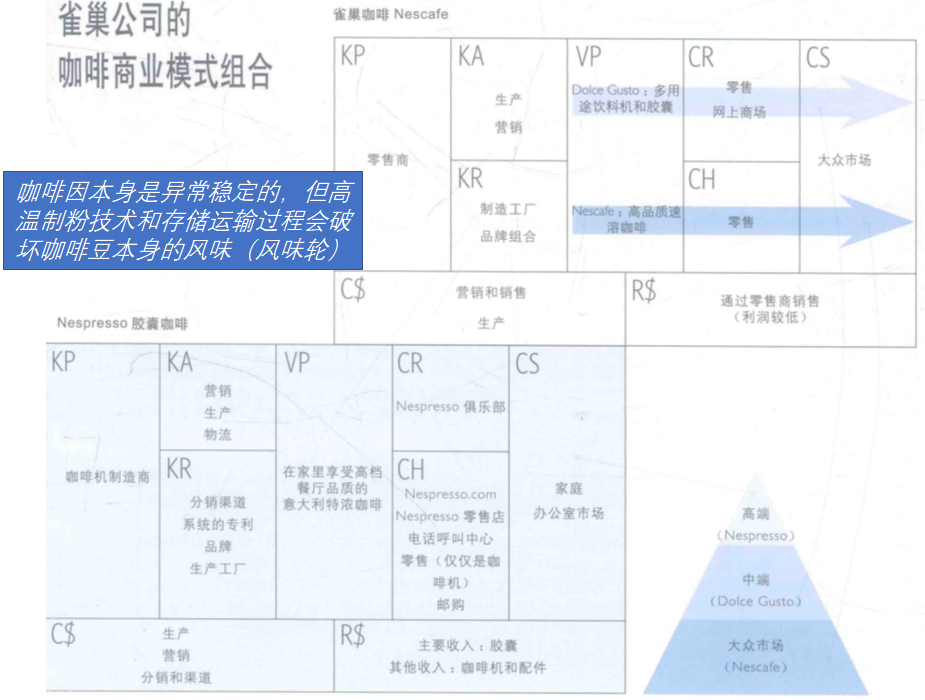 雀巢公司的
咖啡商业模式组合
咖啡因本身是异常稳定的，但高
温制粉技术和存储运输过程会破
坏咖啡豆本身的风味（风味轮）
雀巢咖啡 Nescafe
KP
零售商
KA
生产
营销
KR
制造工厂
品牌组合
VP
Dolce Gusto：多用
途饮料机和胶囊
Nescafe：高品质速
溶咖啡
CR
零售
网上商场
CH
零售
CS
大众市场
C$
营销和销售
生产
R$
通过零售商销售
（利润较低）
Nespresso 胶囊咖啡
KP
咖啡机制造商
KA
营销
生产
物流
KR
分销渠道
系统的专利
品牌
生产工厂
VP
在家里享受高档
餐厅品质的
意大利特浓咖啡
CR
Nespresso 俱乐部
CH
Nespresso.com
Nespresso 零售店
电话呼叫中心
零售（仅仅是咖
啡机）
邮购
CS
家庭
办公室市场
C$
生产
营销
分销和渠道
R$
主要收入：胶囊
其他收入：咖啡机和配件
高端
（Nespresso）
中端
（Dolce Gusto）
大众市场
（Nescafe）